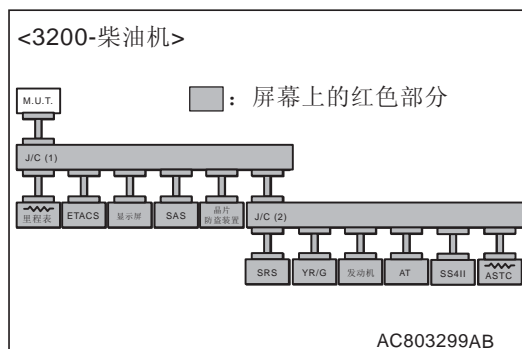 <3200-柴油机>
：屏幕上的红色部分
M.U.T.
J/C (1)
里程表
ETACS
显示屏
SAS
晶片
防盗装置
J/C (2)
SRS
YR/G
发动机
AT
SS4II
ASTC
AC803299AB